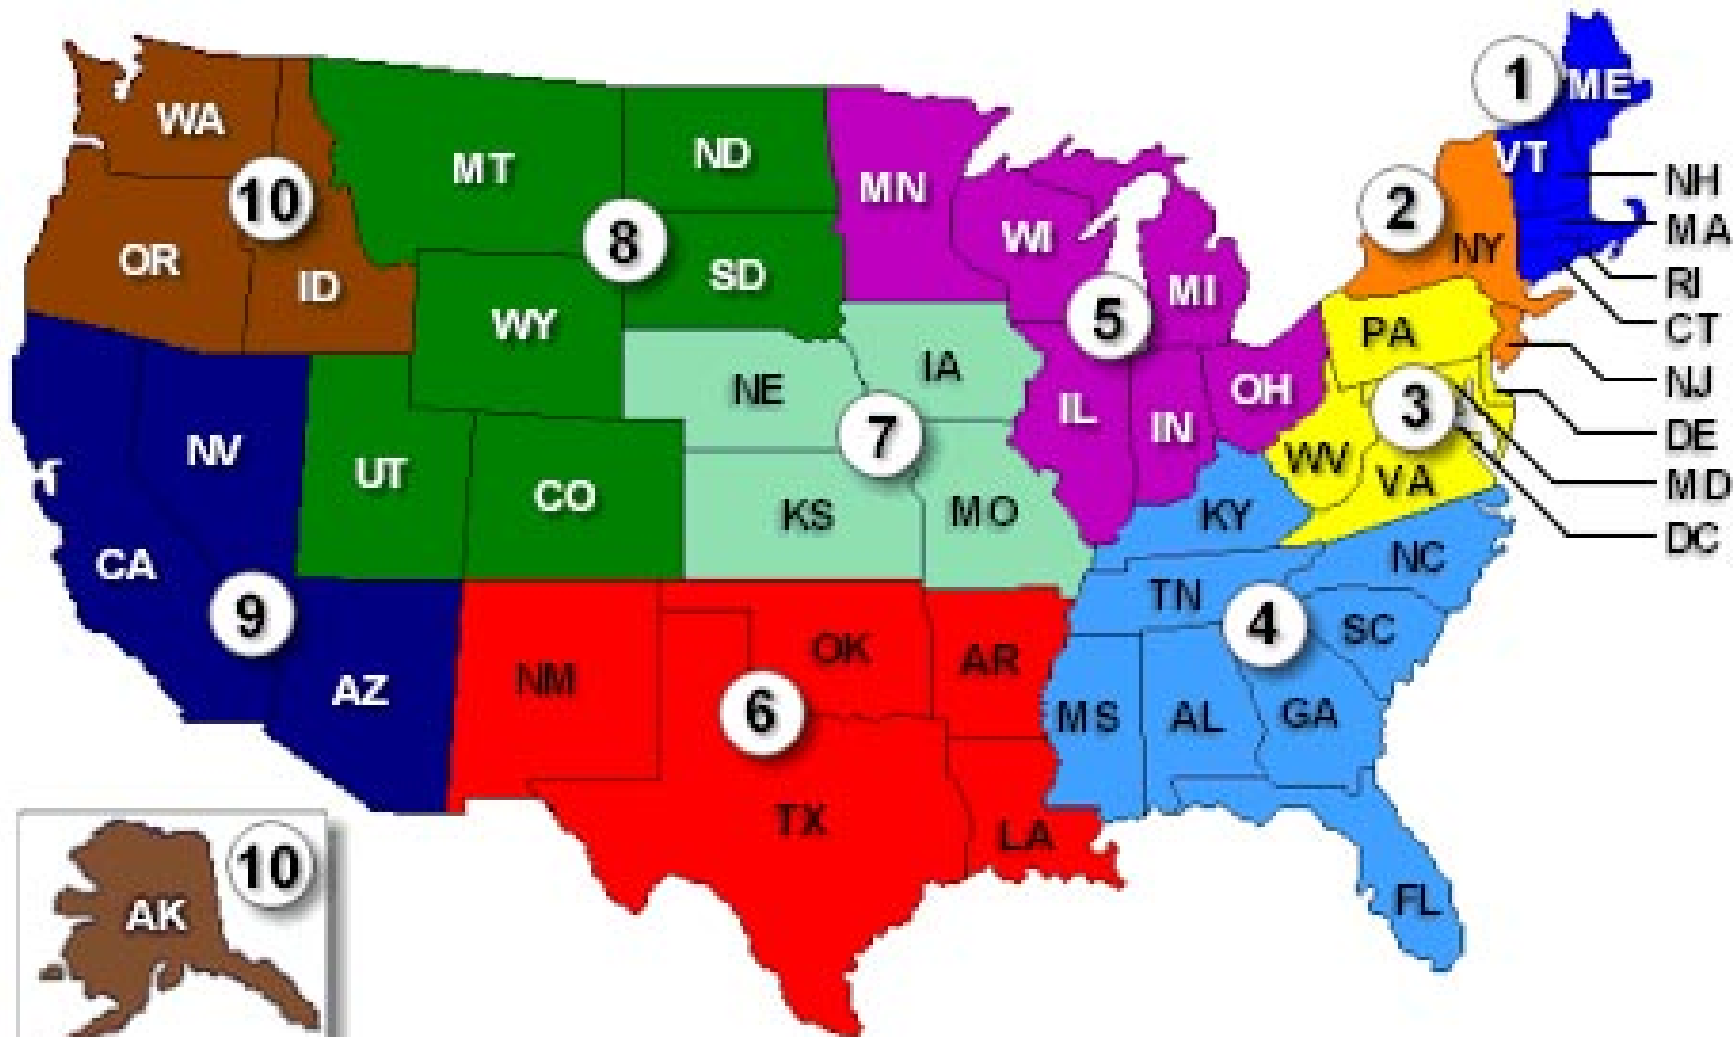 1
ME
WA
MT
ND
VT
MN
NH
10
2
WI
MA
8
NY
OR
SD
ID
MI
RI
WY
5
PA
CT
IA
NE
OH
NJ
3
IL
IN
DE
7
NV
UT
WV
VA
MD
CO
KS
MO
KY
DC
CA
NC
TN
9
4
SC
OK
AR
NM
AZ
6
MS
AL
GA
TX
LA
10
AK
FL